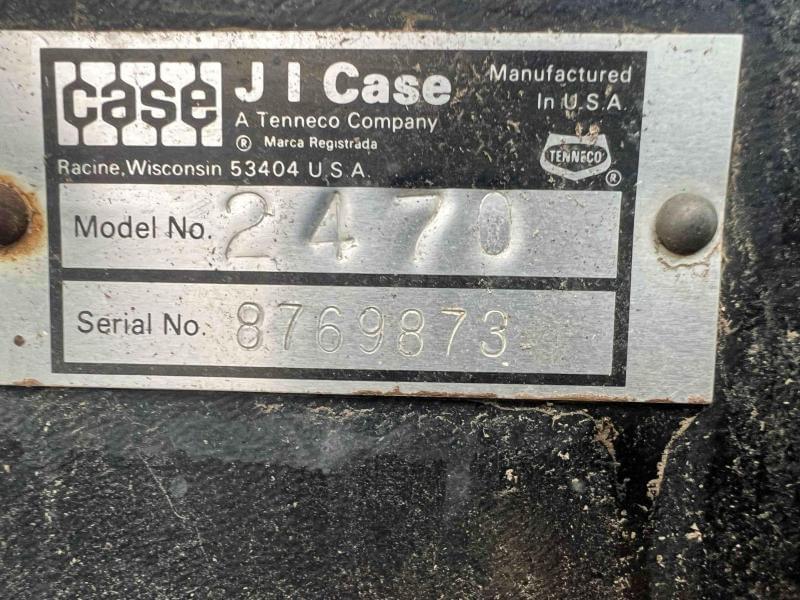 case J I Case
A Tenneco Company
® Marca Registrada
Racine, Wisconsin 53404 U.S.A.
Manufactured
In U.S.A.
TENNECO
®
Model No. 2470
Serial No. 8769873